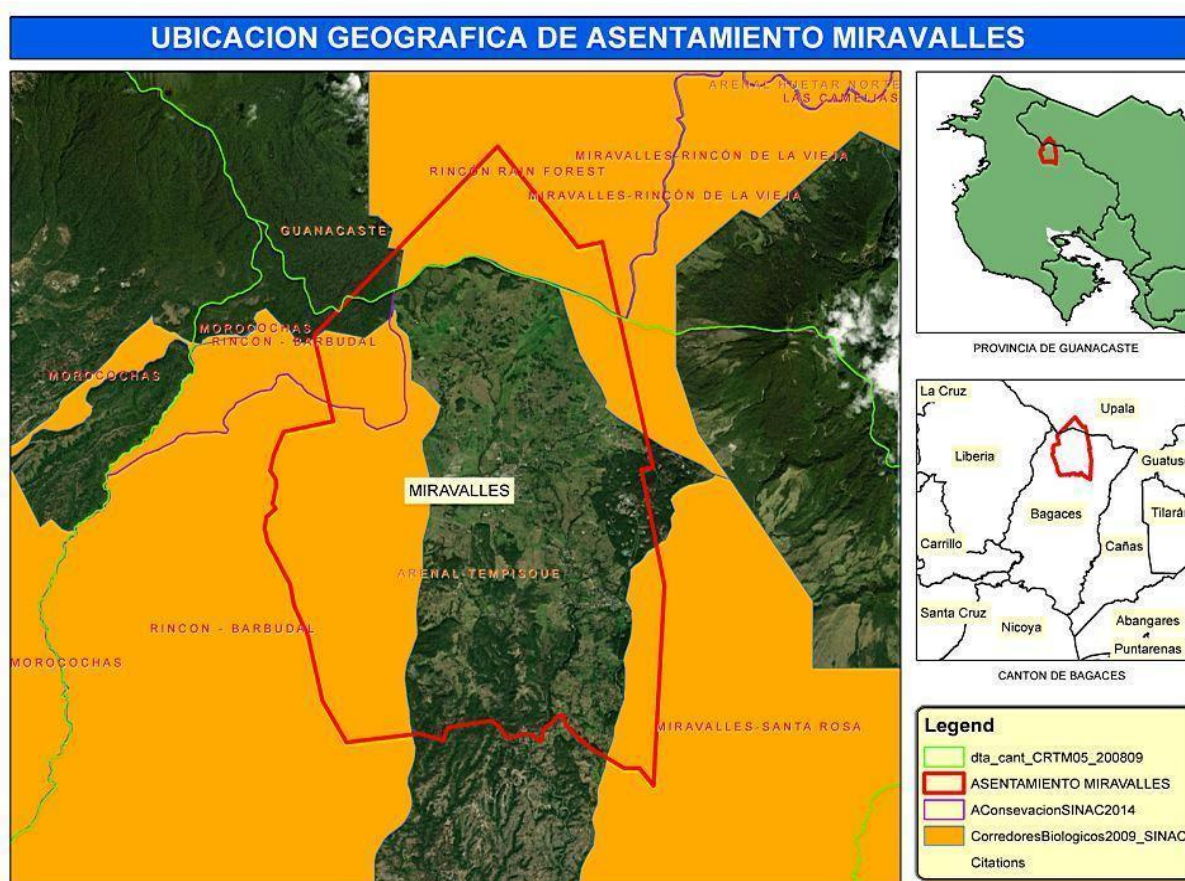 UBICACION GEOGRAFICA DE ASENTAMIENTO MIRAVALLES
ARENAL HUETAR NORTE
LAS CAMELIAS
MIRAVALLES-RINCÓN DE LA VIEJA
RINCÓN RAIN FOREST
MIRAVALLES-RINCÓN DE LA VIEJA
GUANACASTE
MOROCOCHAS
RINCON - BARBUDAL
MOROCOCHAS
MIRAVALLES
ARENAL-TEMPISQUE
RINCON - BARBUDAL
MOROCOCHAS
MIRAVALLES-SANTA ROSA
PROVINCIA DE GUANACASTE
La Cruz
Upala
Liberia
Guatuso
Bagaces
Tilarán
Carrillo
Cañas
Santa Cruz
Nicoya
Abangares
Puntarenas
CANTON DE BAGACES
Legend
dta_cant_CRTM05_200809
ASENTAMIENTO MIRAVALLES
AConsevacionSINAC2014
CorredoresBiologicos2009_SINAC
Citations